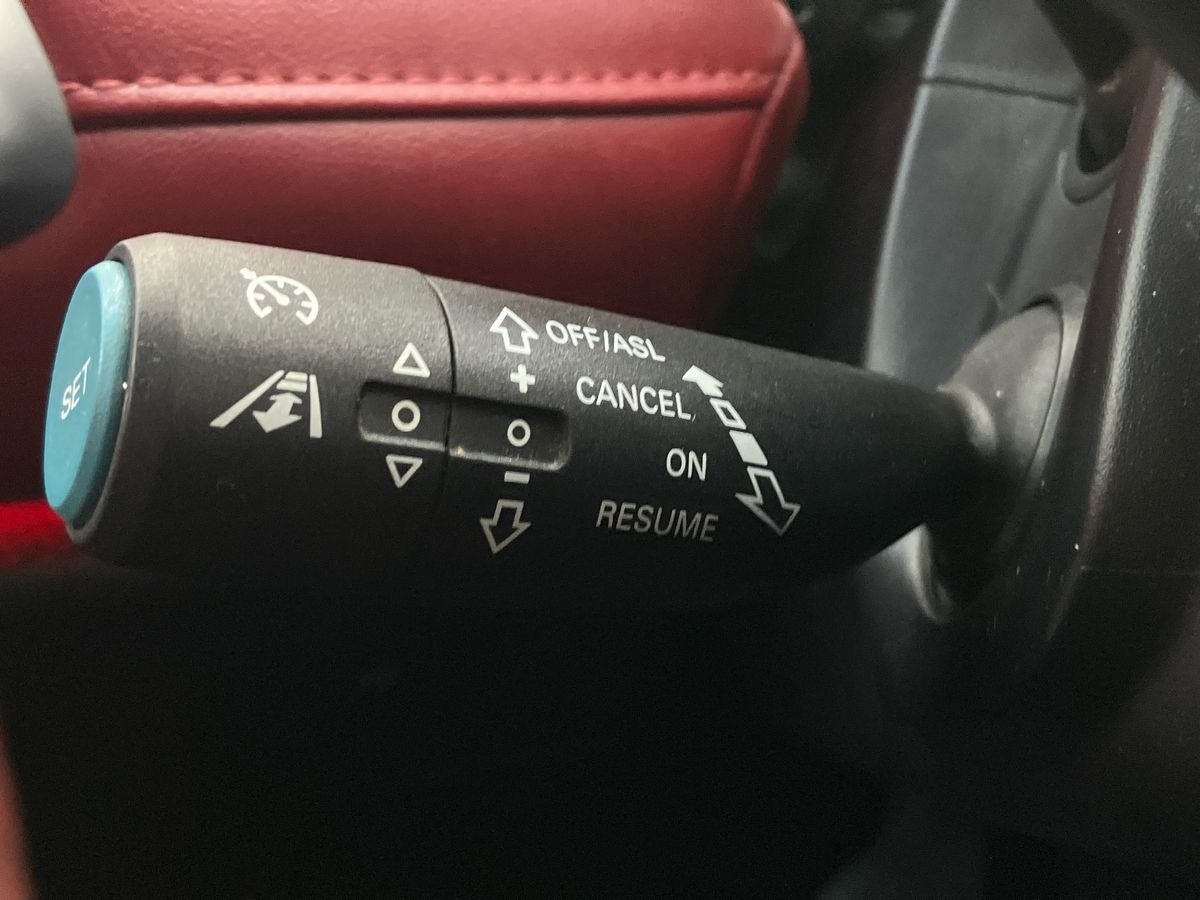 SET
OFF/ASL
+
CANCEL
ON
-
RESUME